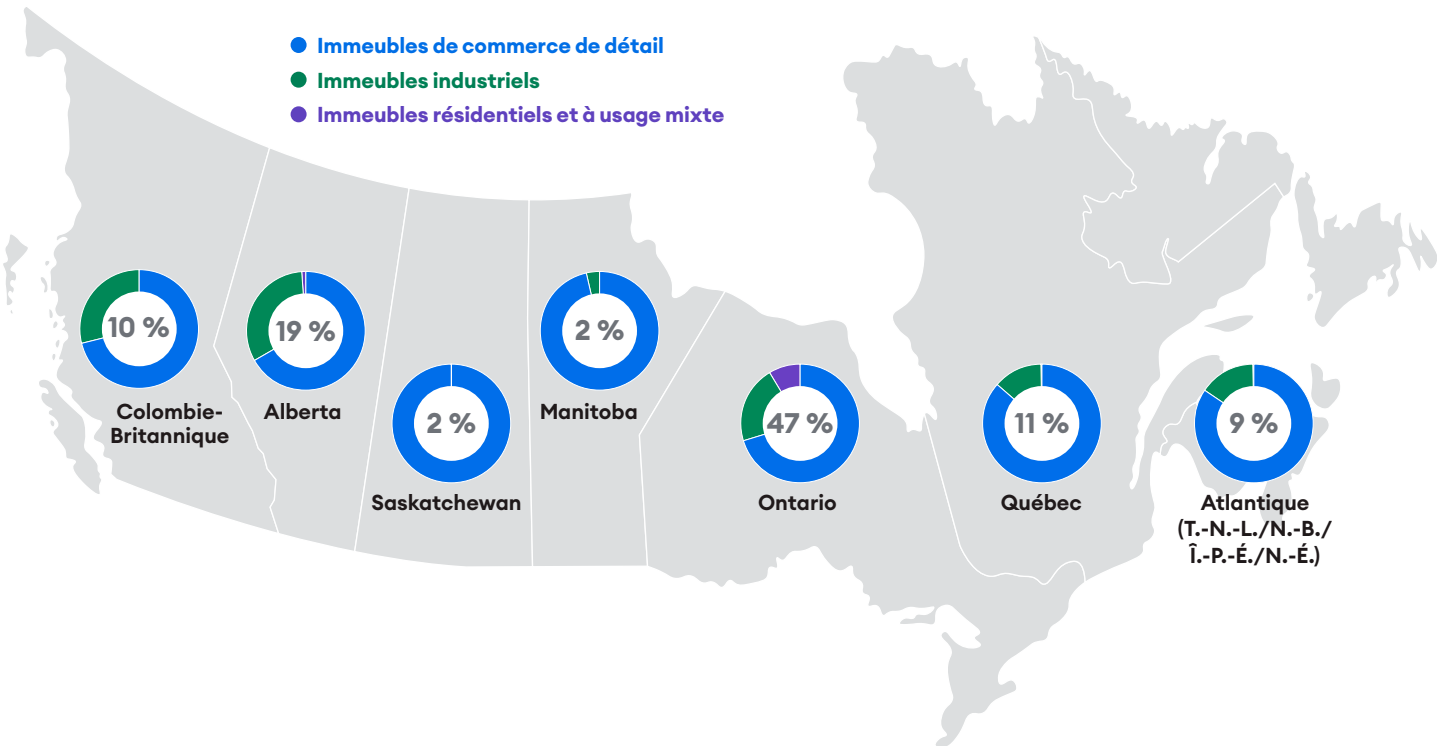 Immeubles de commerce de détail
Immeubles industriels
Immeubles résidentiels et à usage mixte
10 %
Colombie-
Britannique
19 %
Alberta
2 %
Saskatchewan
2 %
Manitoba
47 %
Ontario
11 %
Québec
9 %
Atlantique
(T.-N.-L./N.-B./
Î.-P.-É./N.-É.)